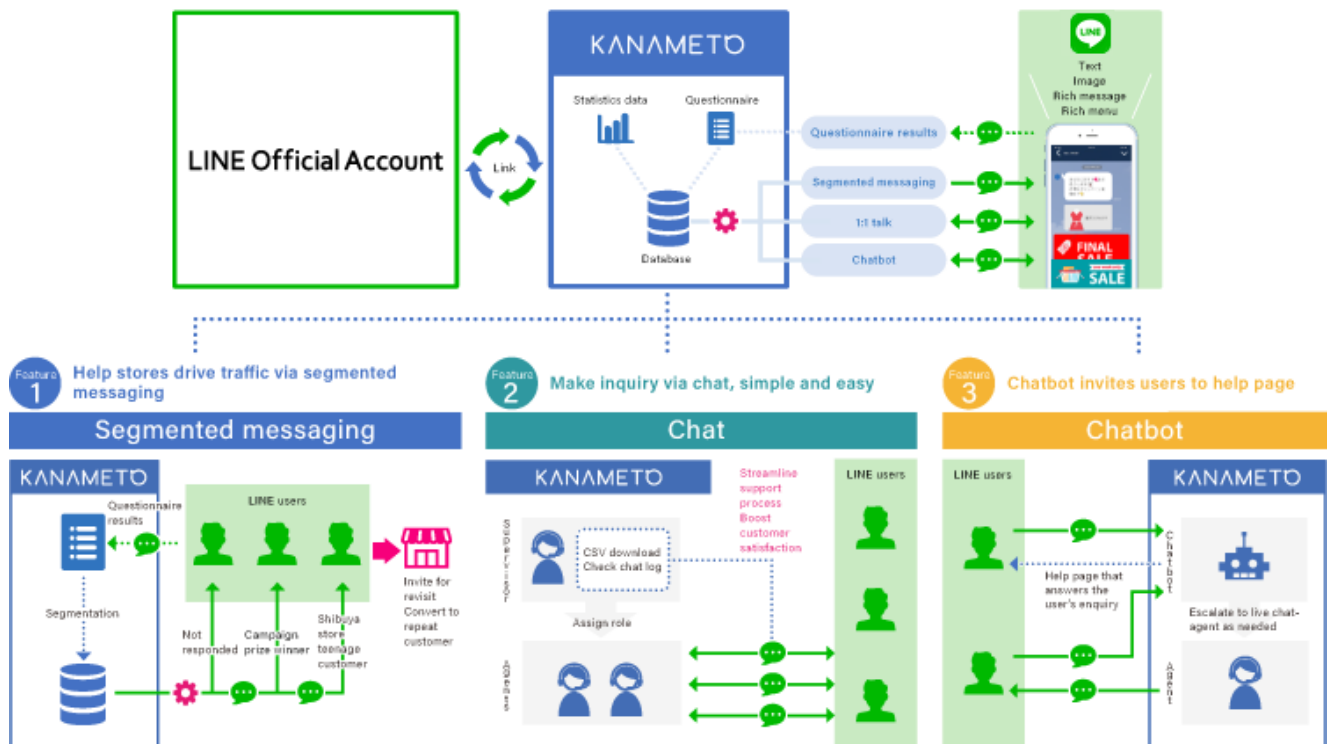 LINE Official Account
Link
KANAMETO
Statistics data
Questionnaire
Database
Questionnaire results
Segmented messaging
1:1 talk
Chatbot
LINE
Text
Image
Rich message
Rich menu
FINAL
SALE
SALE
Feature
1
Help stores drive traffic via segmented
messaging
Segmented messaging
KANAMETO
Questionnaire
results
Segmentation
LINE users
Not
responded
Campaign
prize winner
Shibuya
store
teenage
customer
Invite for
revisit
Convert to
repeat
customer
Feature
2
Make inquiry via chat, simple and easy
Chat
KANAMETO
Supervisor
CSV download
Check chat log
Assign role
Agents
Streamline
support
process
Boost
customer
satisfaction
LINE users
Feature
3
Chatbot invites users to help page
Chatbot
LINE users
KANAMETO
Chatbot
Help page that
answers the
user's enquiry
Escalate to live chat-
agent as needed
Agent